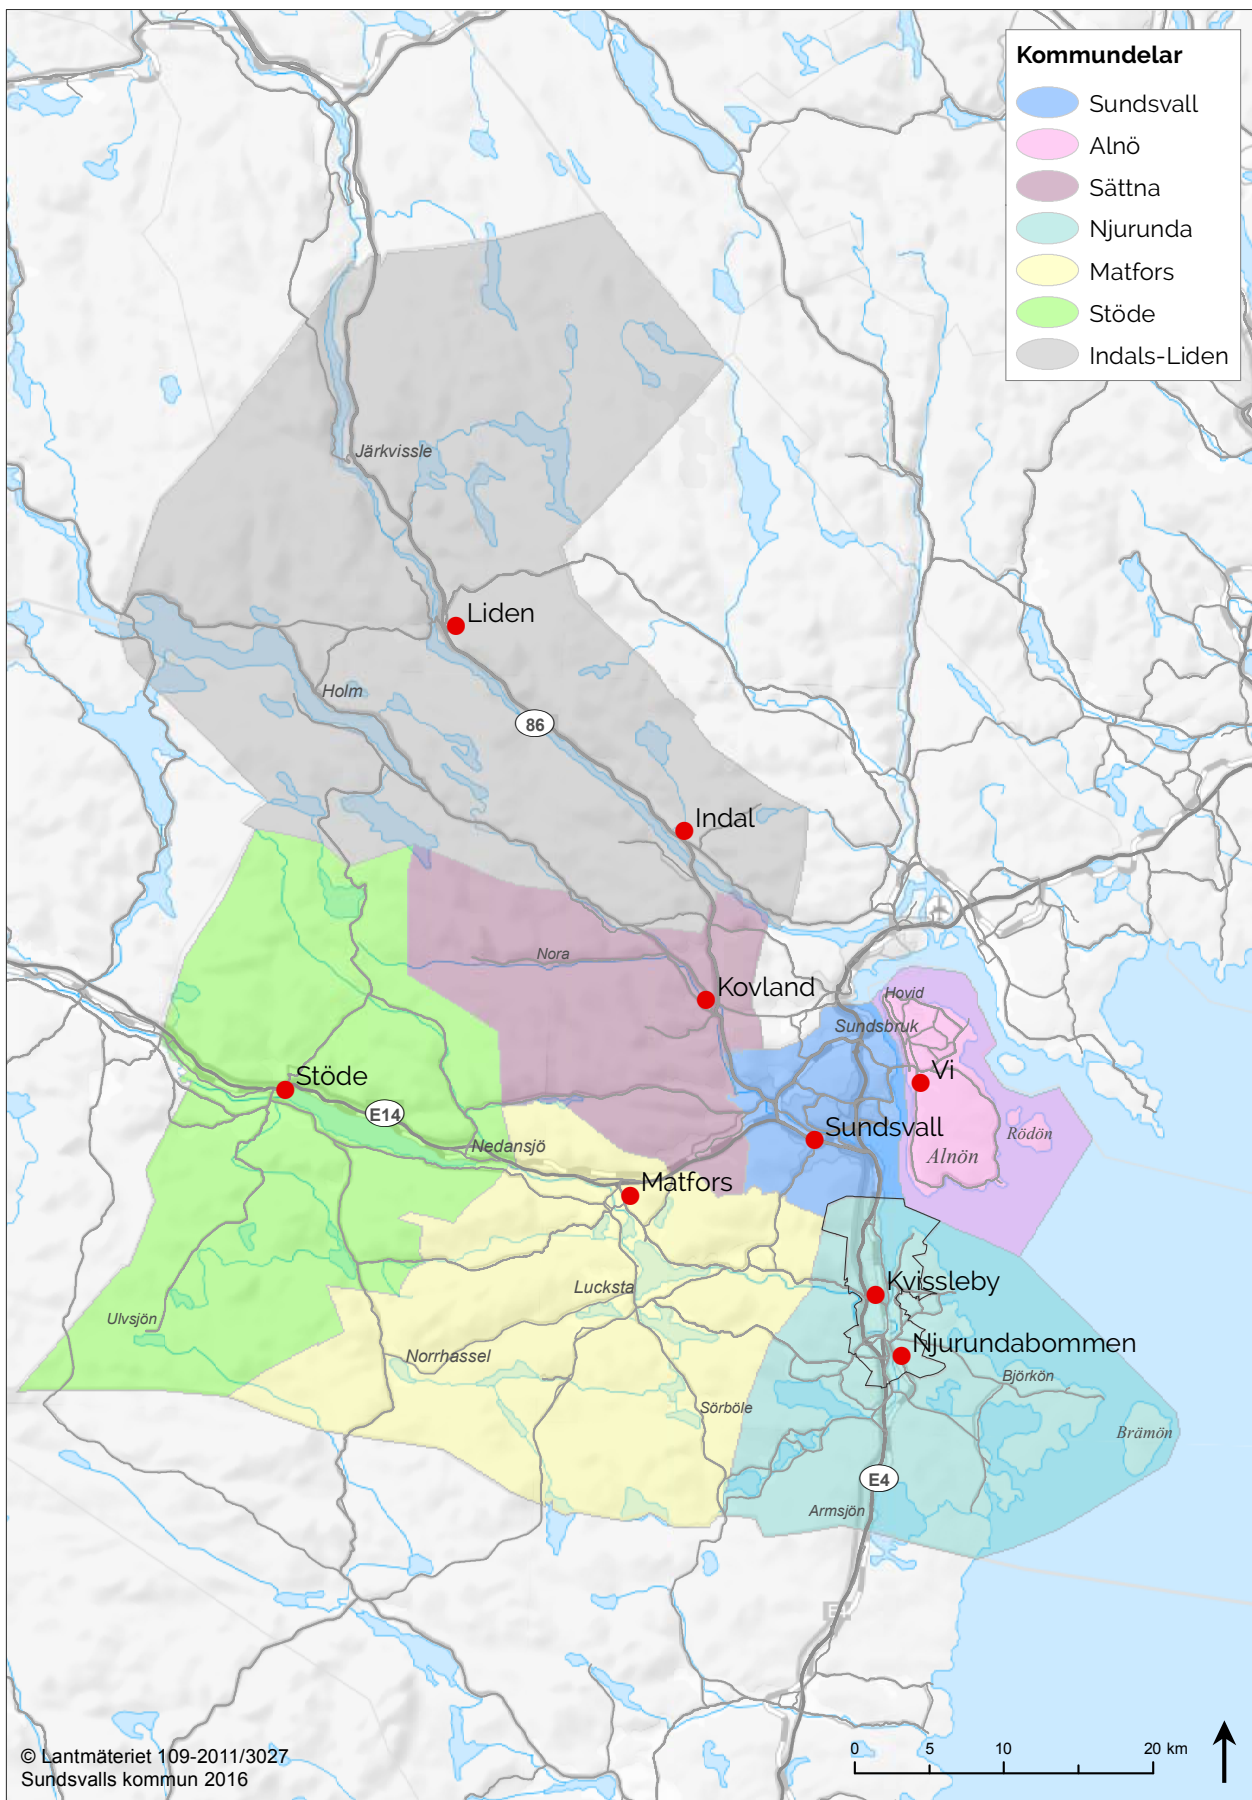 Kommundelar
Sundsvall
Alnö
Sättna
Njurunda
Matfors
Stöde
Indals-Liden
Järkvissle
Liden
Holm
86
Indal
Nora
Kovland
Hovid
Sundsbruk
Vi
Stöde
E14
Nedansjö
Sundsvall
Rödön
Alnön
Matfors
Lucksta
Kvissleby
Ulvsjön
Norrhassel
Njurundabommen
Björkön
Sörböle
Brämön
E4
Armsjön
E4
© Lantmäteriet 109-2011/3027
Sundsvalls kommun 2016
0 5 10 20 km